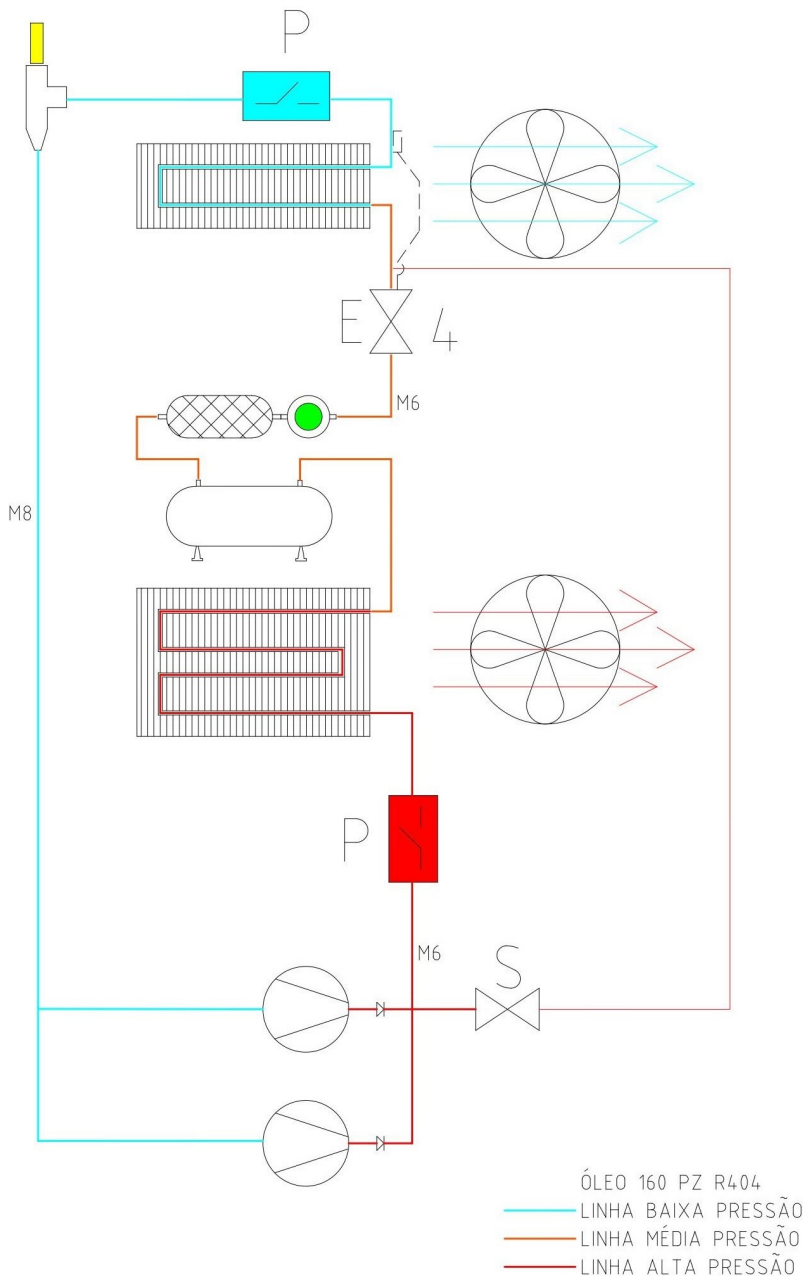 P
E 4
M6
M8
P
M6
S
ÓLEO 160 PZ R404
LINHA BAIXA PRESSÃO
LINHA MÉDIA PRESSÃO
LINHA ALTA PRESSÃO